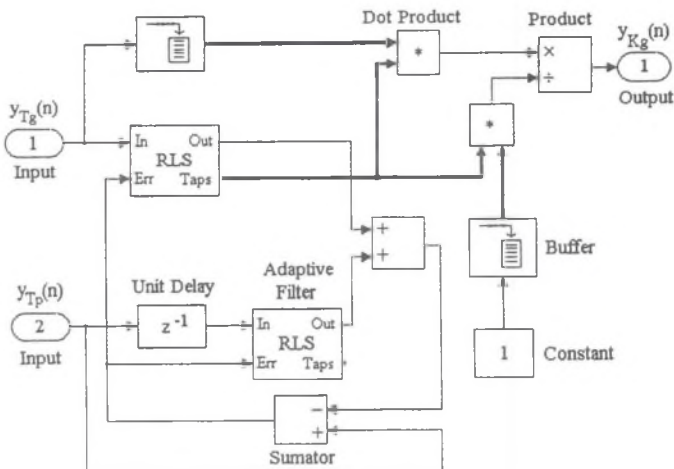 Dot Product
Product
y_Kg(n)
*
×
÷
1
Output
y_Tg(n)
1
Input
In
Out
RLS
Err
Taps
*
+
+
Buffer
Adaptive
Filter
Unit Delay
y_Tp(n)
2
Input
z^-1
In
Out
RLS
Err
Taps
1
Constant
−
+
Sumator